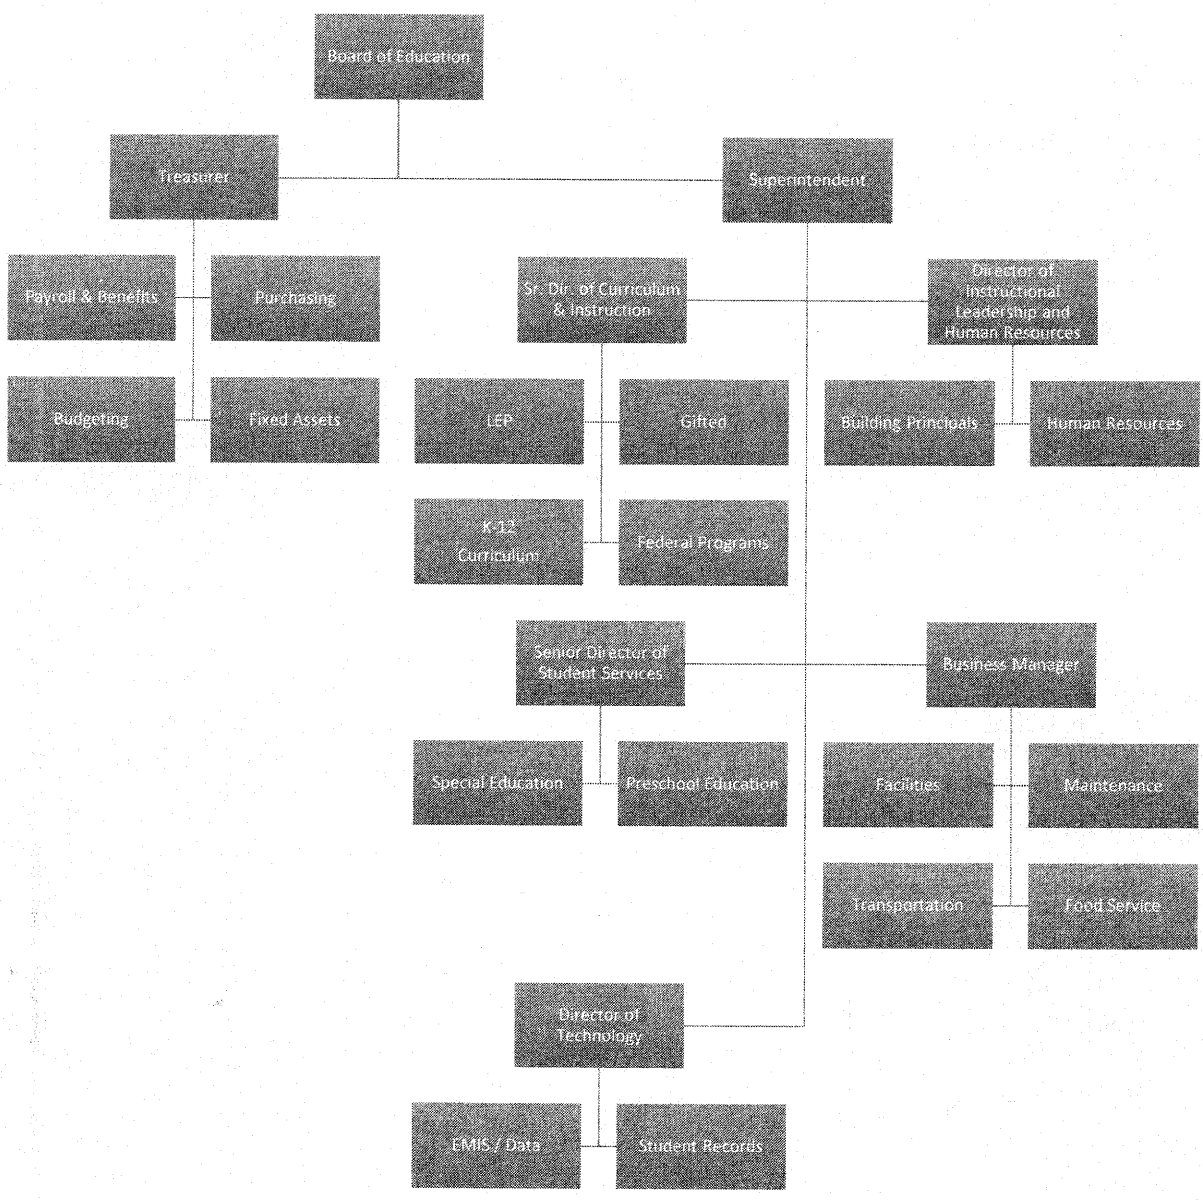 Board of Education
Treasurer
Superintendent
Payroll & Benefits
Purchasing
Sr. Dir. of Curriculum
& Instruction
Director of
Instructional
Leadership and
Human Resources
Budgeting
Fixed Assets
LEP
Gifted
Building Principals
Human Resources
K-12
Curriculum
Federal Programs
Senior Director of
Student Services
Business Manager
Special Education
Preschool Education
Facilities
Maintenance
Transportation
Food Service
Director of
Technology
EMIS / Data
Student Records